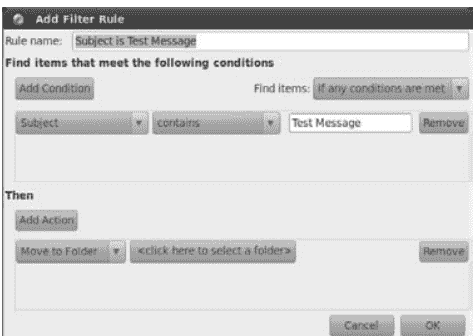 Add Filter Rule
Rule name: Subject is Test Message
Find items that meet the following conditions
Add Condition Find items: If any conditions are met
Subject contains Test Message Remove
Then
Add Action
Move to Folder <click here to select a folder> Remove
Cancel OK